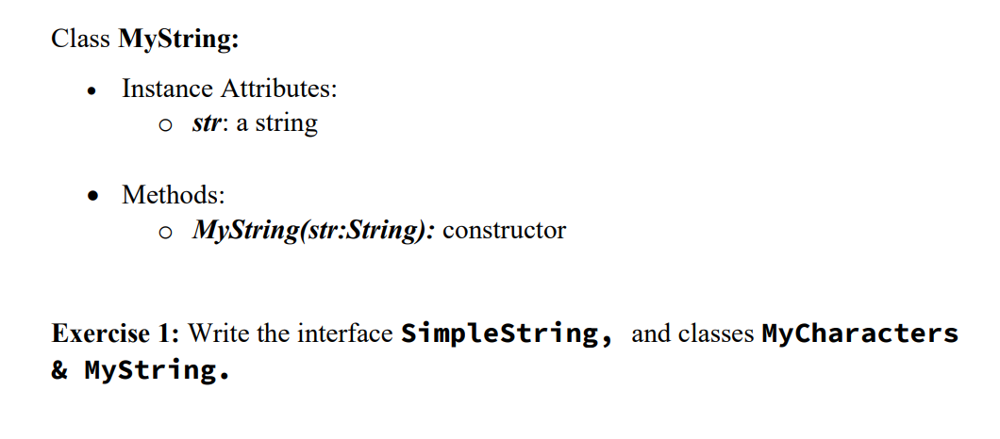 Class MyString:
• Instance Attributes:
o str: a string
• Methods:
o MyString(str:String): constructor
Exercise 1: Write the interface SimpleString, and classes MyCharacters
& MyString.